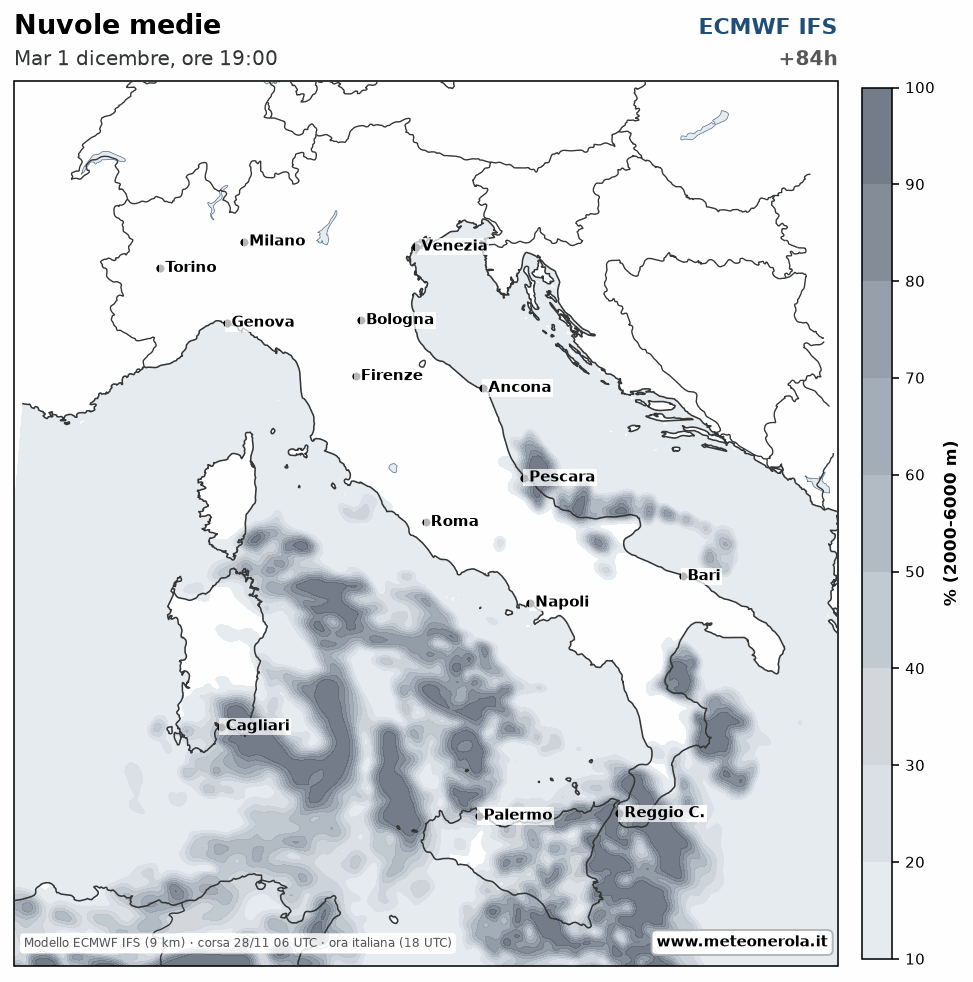 Nuvole medie
ECMWF IFS
Mar 1 dicembre, ore 19:00
+84h
100
90
80
70
60
50
40
30
20
10
% (2000-6000 m)
Milano
Venezia
Torino
Genova
Bologna
Firenze
Ancona
Pescara
Roma
Bari
Napoli
Cagliari
Palermo
Reggio C.
Modello ECMWF IFS (9 km) · corsa 28/11 06 UTC · ora italiana (18 UTC)
www.meteonerola.it